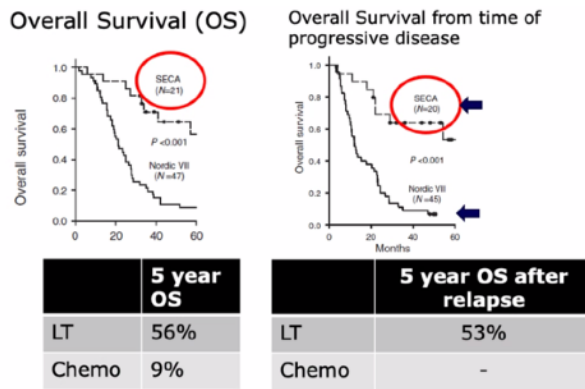 Overall Survival (OS)
1.0
0.8
0.6
0.4
0.2
0.0
Overall survival
SECA
(N=21)
P <0.001
Nordic VII
(N=47)
0
20
40
60
5 year
OS
LT
56%
Chemo
9%
Overall Survival from time of
progressive disease
1.0
0.8
0.6
0.4
0.2
0.0
Overall survival
SECA
(N=20)
P <0.001
Nordic VII
(N=45)
0
20
40
60
Months
5 year OS after
relapse
LT
53%
Chemo
-